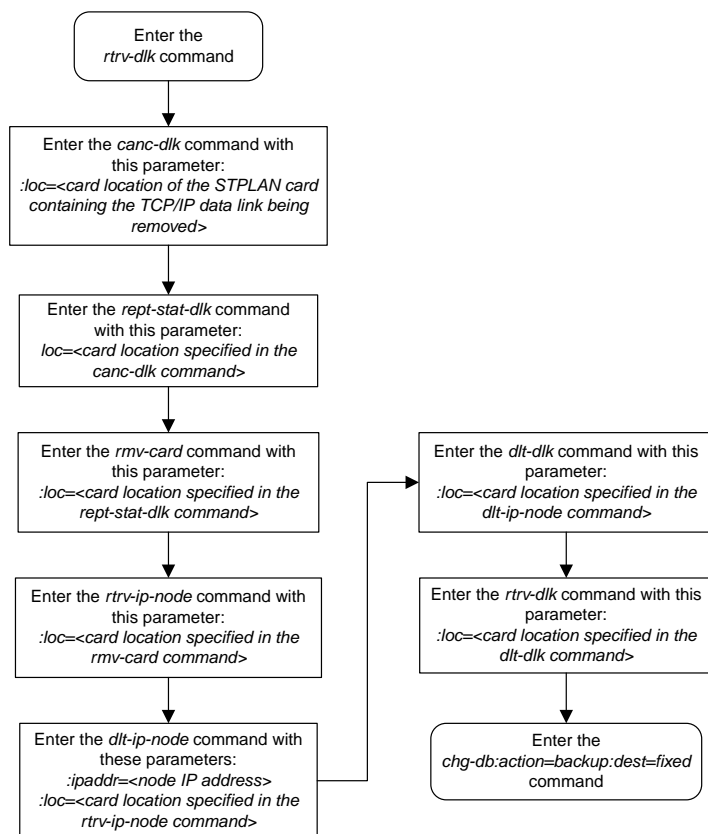 Enter the
rtrv-dlk command
Enter the canc-dlk command with
this parameter:
:loc=<card location of the STPLAN card
containing the TCP/IP data link being
removed>
Enter the rept-stat-dlk command
with this parameter:
loc=<card location specified in the
canc-dlk command>
Enter the rmv-card command with
this parameter:
:loc=<card location specified in the
rept-stat-dlk command>
Enter the rtrv-ip-node command with
this parameter:
:loc=<card location specified in the
rmv-card command>
Enter the dlt-ip-node command with
these parameters:
:ipaddr=<node IP address>
:loc=<card location specified in the
rtrv-ip-node command>
Enter the dlt-dlk command with this
parameter:
:loc=<card location specified in the
dlt-ip-node command>
Enter the rtrv-dlk command with this
parameter:
:loc=<card location specified in the
dlt-dlk command>
Enter the
chg-db:action=backup:dest=fixed
command